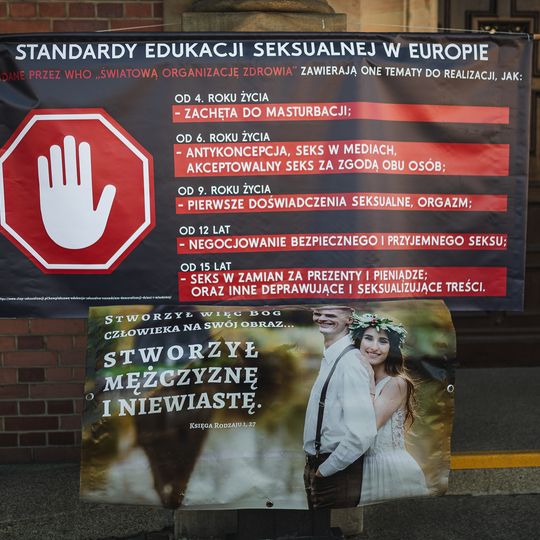 STANDARDY EDUKACJI SEKSUALNEJ W EUROPIE
DANE PRZEZ WHO „ŚWIATOWĄ ORGANIZACJĘ ZDROWIA” ZAWIERAJĄ ONE TEMATY DO REALIZACJI, JAK:
OD 4. ROKU ŻYCIA
- ZACHĘTA DO MASTURBACJI;
OD 6. ROKU ŻYCIA
- ANTYKONCEPCJA, SEKS W MEDIACH,
AKCEPTOWALNY SEKS ZA ZGODĄ OBU OSÓB;
OD 9. ROKU ŻYCIA
- PIERWSZE DOŚWIADCZENIA SEKSUALNE, ORGAZM;
OD 12 LAT
- NEGOCJOWANIE BEZPIECZNEGO I PRZYJEMNEGO SEKSU;
OD 15 LAT
- SEKS W ZAMIAN ZA PREZENTY I PIENIĄDZE;
ORAZ INNE DEPRAWUJĄCE I SEKSUALIZUJĄCE TREŚCI.
STWORZYŁ WIĘC BÓG
CZŁOWIEKA NA SWÓJ OBRAZ...
STWORZYŁ
MĘŻCZYZNĘ
I NIEWIASTĘ.
KSIĘGA RODZAJU 1, 27